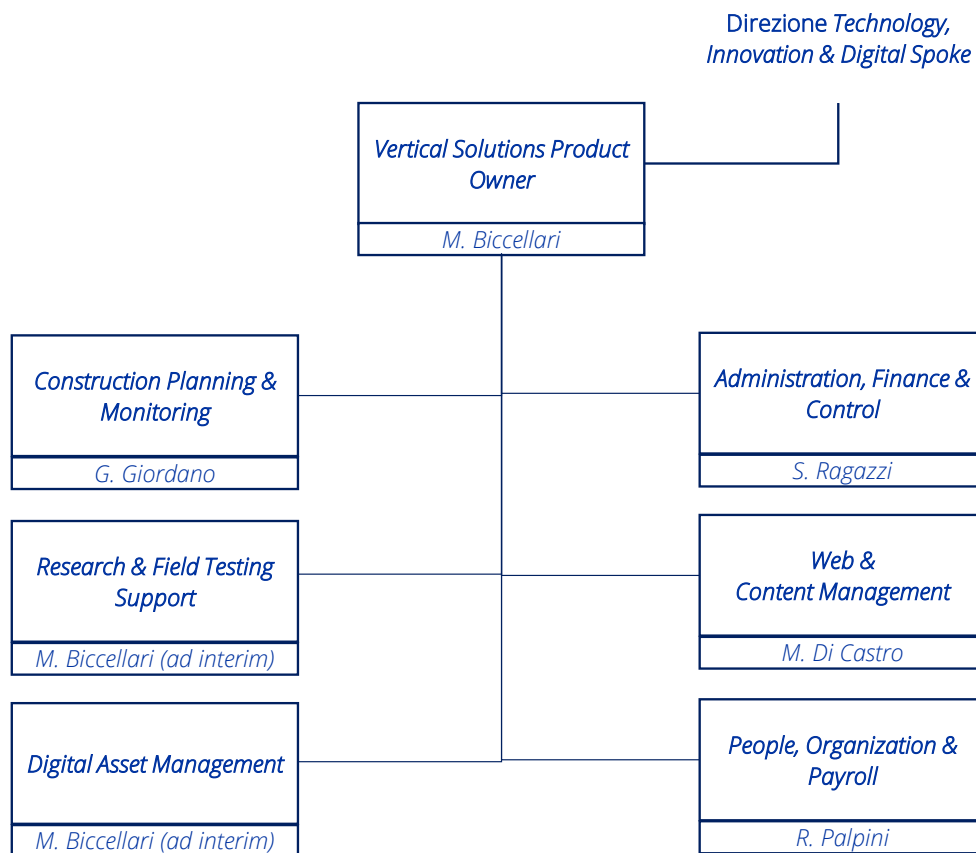 Direzione Technology,
Innovation & Digital Spoke
Vertical Solutions Product
Owner
M. Biccellari
Construction Planning &
Monitoring
G. Giordano
Administration, Finance &
Control
S. Ragazzi
Research & Field Testing
Support
M. Biccellari (ad interim)
Web &
Content Management
M. Di Castro
Digital Asset Management
M. Biccellari (ad interim)
People, Organization &
Payroll
R. Palpini